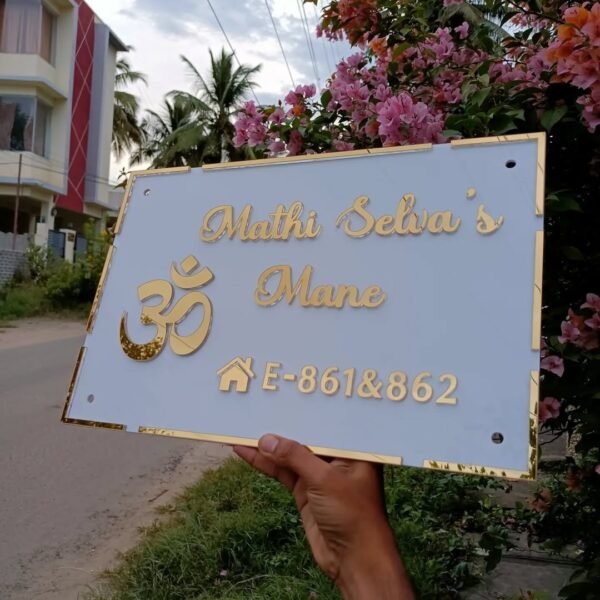 Mathi Selva's
Mane
ॐ
E-861&862